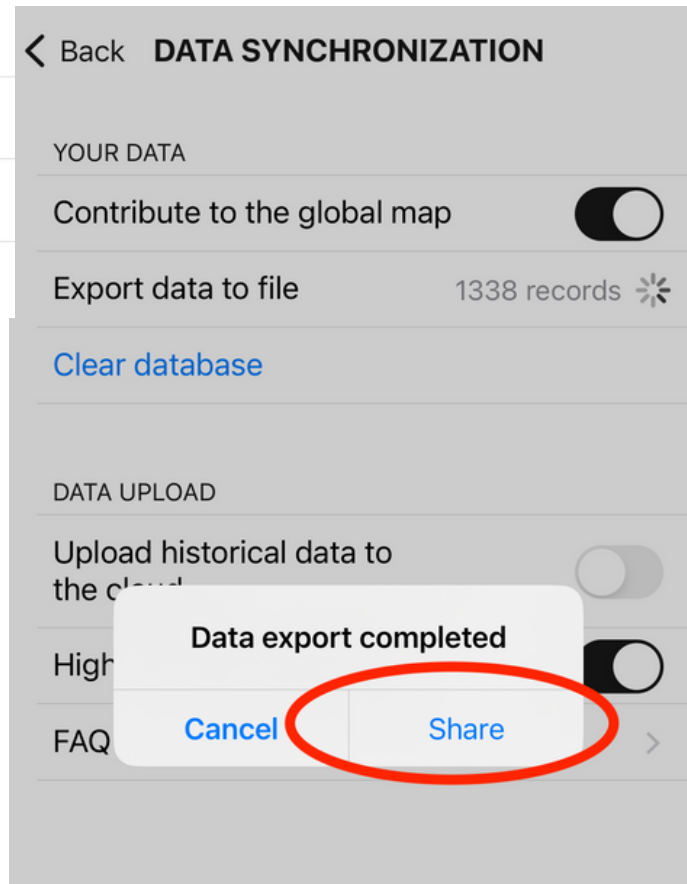 Back DATA SYNCHRONIZATION
YOUR DATA
Contribute to the global map
Export data to file 1338 records
Clear database
DATA UPLOAD
Upload historical data to
the
Data export completed
High
Cancel Share
FAQ